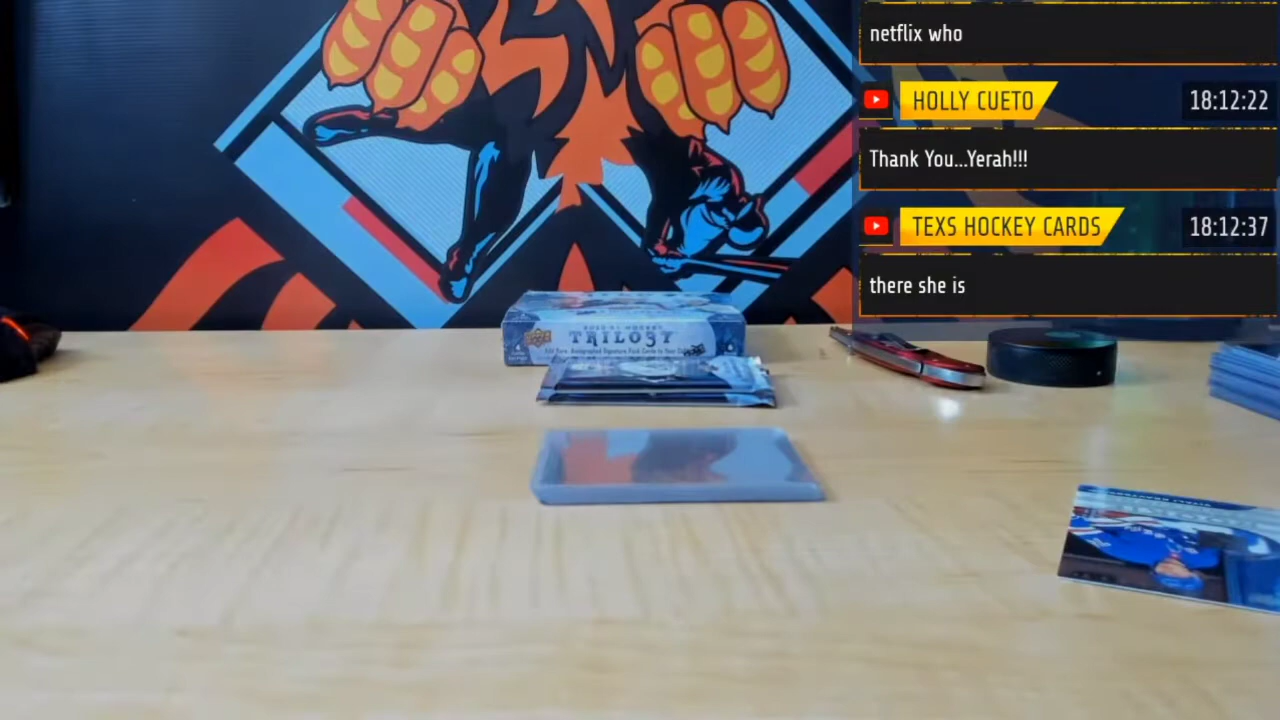 netflix who
HOLLY CUETO
18:12:22
Thank You...Yerah!!!
TEXS HOCKEY CARDS
18:12:37
there she is
TRILOGY